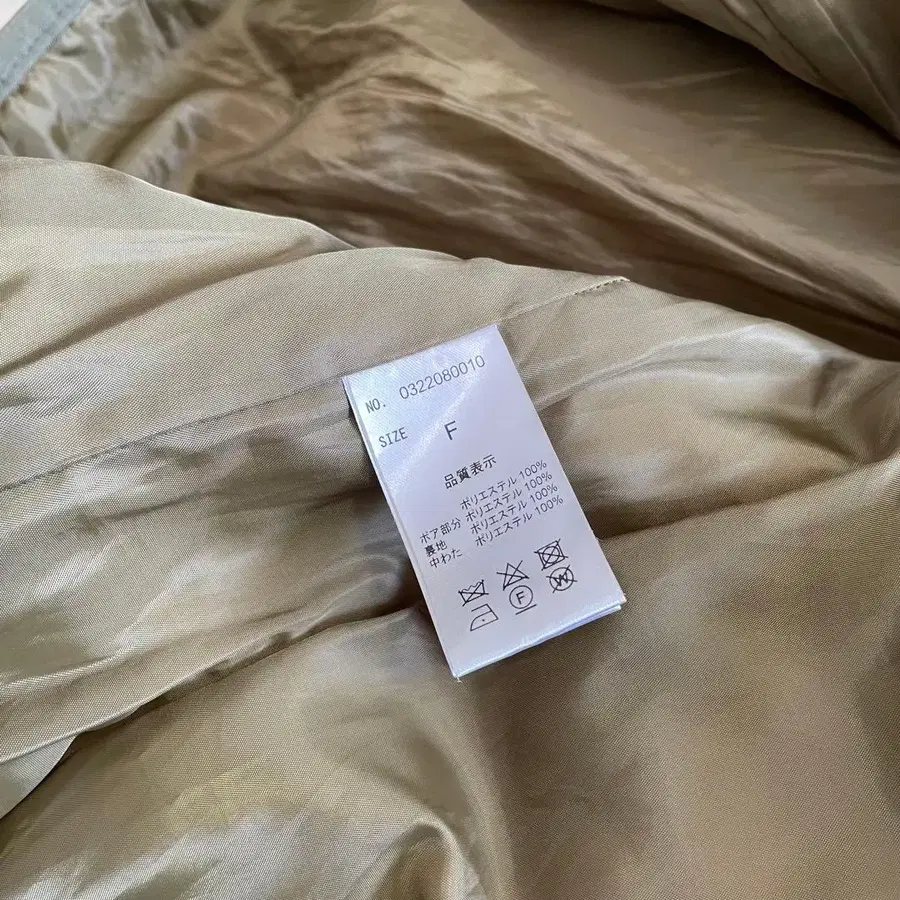 NO. 0322080010
SIZE F
品質表示
ポリエステル 100%
ボア部分 ポリエステル 100%
裏地 ポリエステル 100%
中わた ポリエステル 100%
F
W